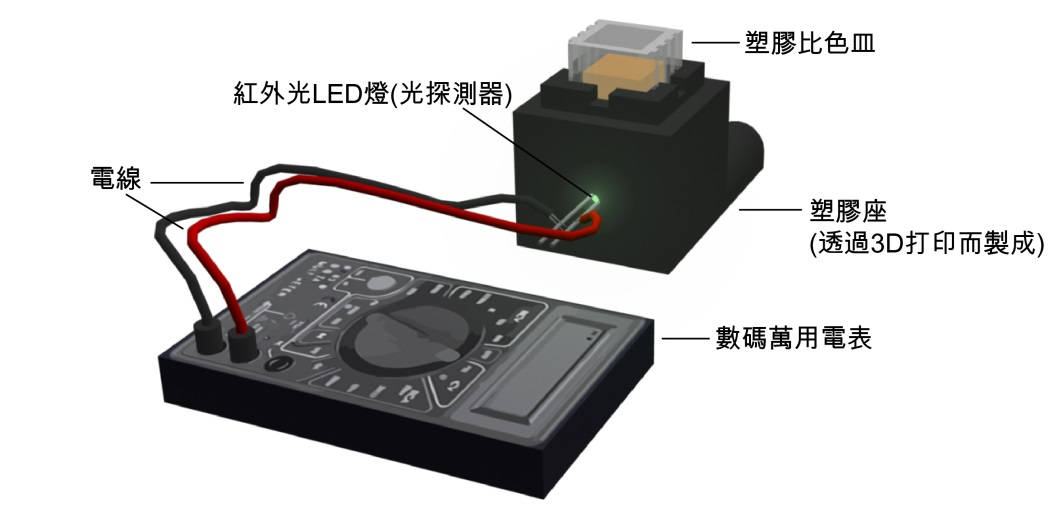 塑膠比色皿
紅外光LED燈(光探測器)
電線
塑膠座
(透過3D打印而製成)
數碼萬用電表